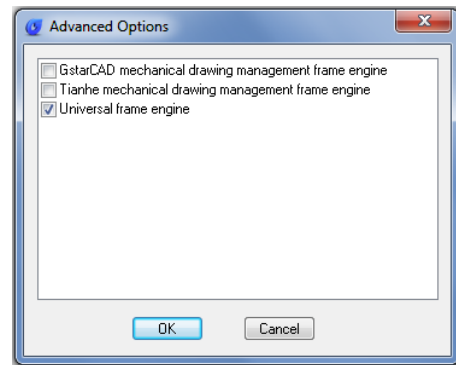 Advanced Options
GstarCAD mechanical drawing management frame engine
Tianhe mechanical drawing management frame engine
Universal frame engine
OK Cancel